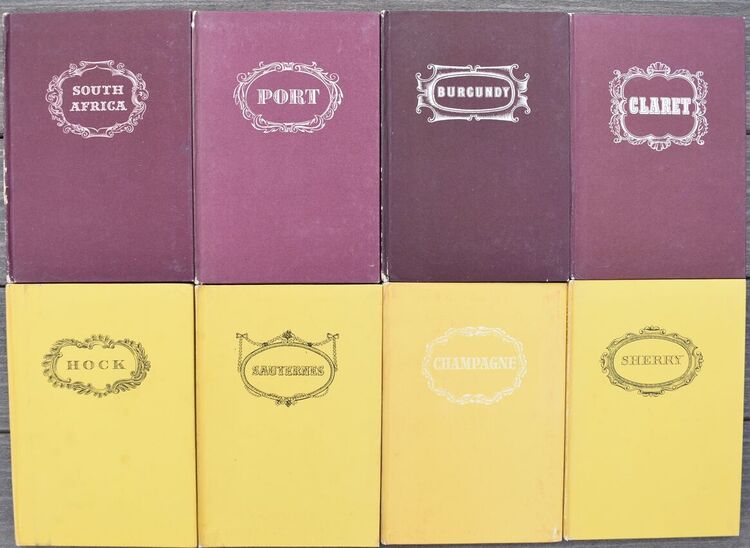 SOUTH
AFRICA
PORT
BURGUNDY
CLARET
HOCK
SAUTERNES
CHAMPAGNE
SHERRY